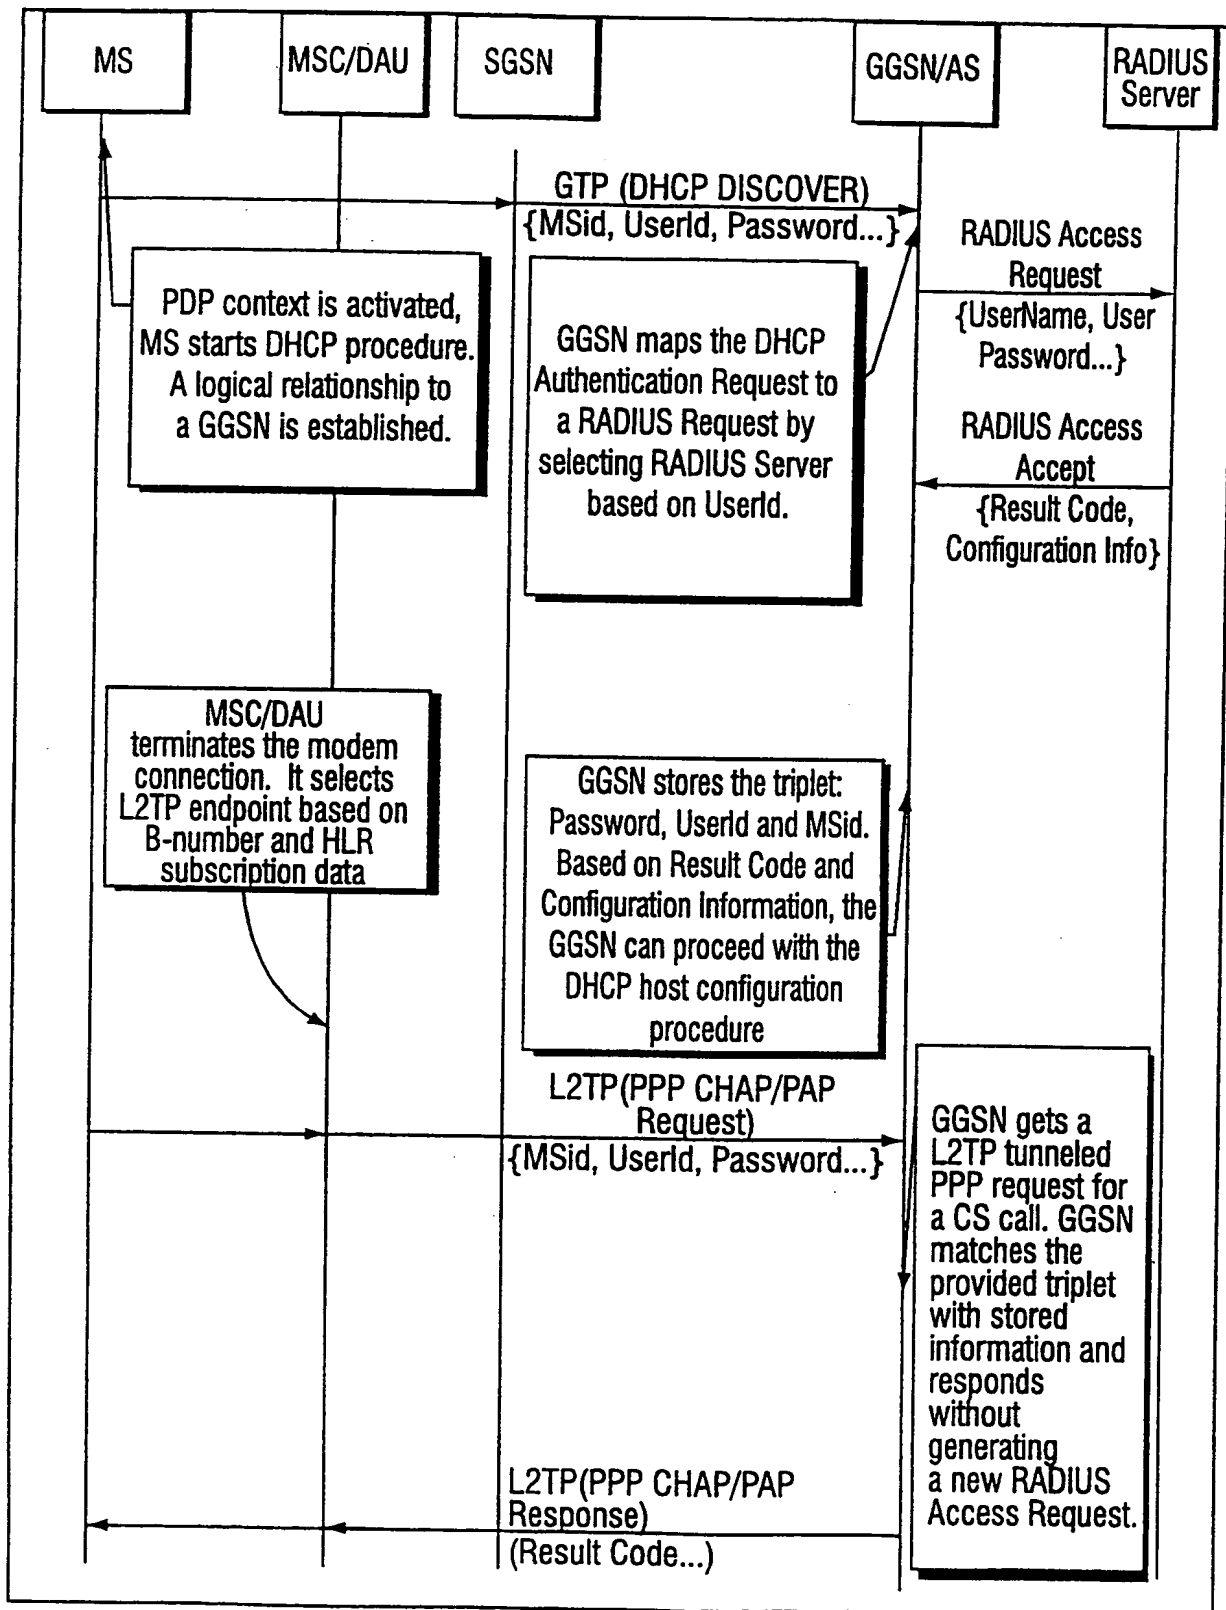 MS
MSC/DAU
SGSN
GGSN/AS
RADIUS
Server
GTP (DHCP DISCOVER)
{MSid, UserId, Password...}
RADIUS Access
Request
{UserName, User
Password...}
PDP context is activated,
MS starts DHCP procedure.
A logical relationship to
a GGSN is established.
GGSN maps the DHCP
Authentication Request to
a RADIUS Request by
selecting RADIUS Server
based on UserId.
RADIUS Access
Accept
{Result Code,
Configuration Info}
MSC/DAU
terminates the modem
connection. It selects
L2TP endpoint based on
B-number and HLR
subscription data
GGSN stores the triplet:
Password, UserId and MSid.
Based on Result Code and
Configuration Information, the
GGSN can proceed with the
DHCP host configuration
procedure
L2TP(PPP CHAP/PAP
Request)
{MSid, UserId, Password...}
GGSN gets a
L2TP tunneled
PPP request for
a CS call. GGSN
matches the
provided triplet
with stored
information and
responds
without
generating
a new RADIUS
Access Request.
L2TP(PPP CHAP/PAP
Response)
(Result Code...)